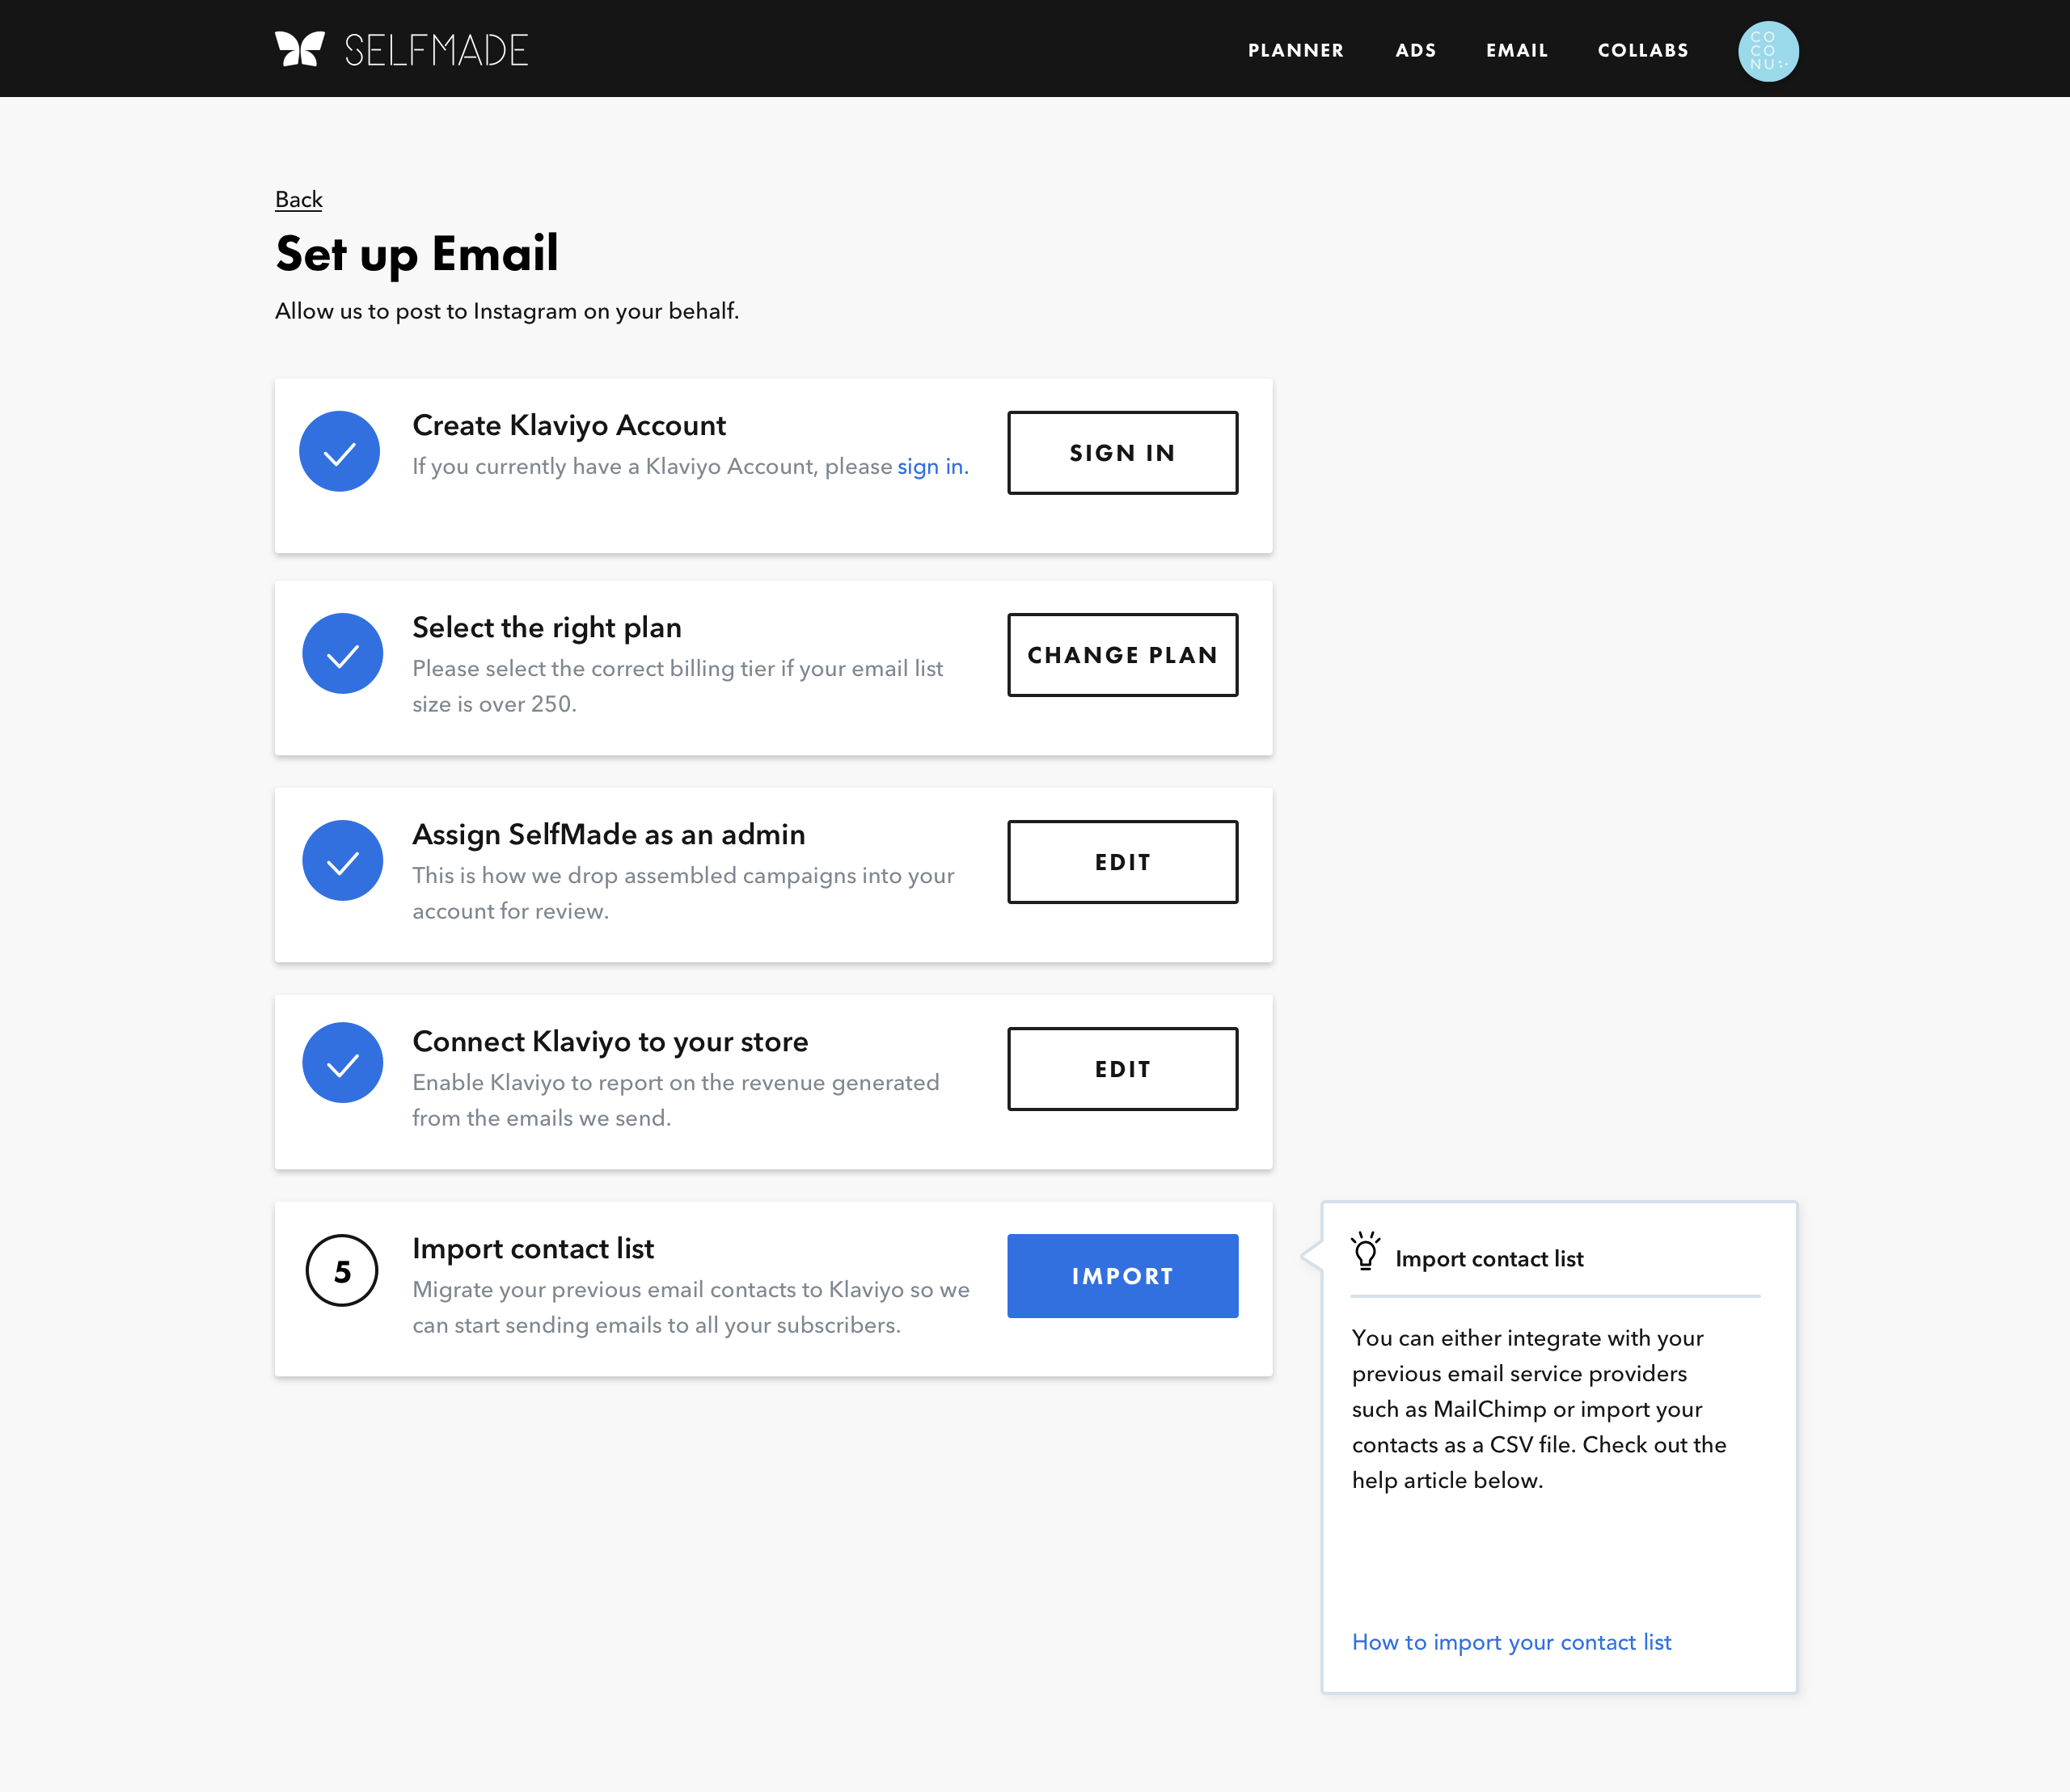 SELFMADE
PLANNER ADS EMAIL COLLABS
CO
CO
NU
Back
Set up Email
Allow us to post to Instagram on your behalf.
Create Klaviyo Account
If you currently have a Klaviyo Account, please sign in.
SIGN IN
Select the right plan
Please select the correct billing tier if your email list
size is over 250.
CHANGE PLAN
Assign SelfMade as an admin
This is how we drop assembled campaigns into your
account for review.
EDIT
Connect Klaviyo to your store
Enable Klaviyo to report on the revenue generated
from the emails we send.
EDIT
5
Import contact list
Migrate your previous email contacts to Klaviyo so we
can start sending emails to all your subscribers.
IMPORT
Import contact list
You can either integrate with your
previous email service providers
such as MailChimp or import your
contacts as a CSV file. Check out the
help article below.
How to import your contact list